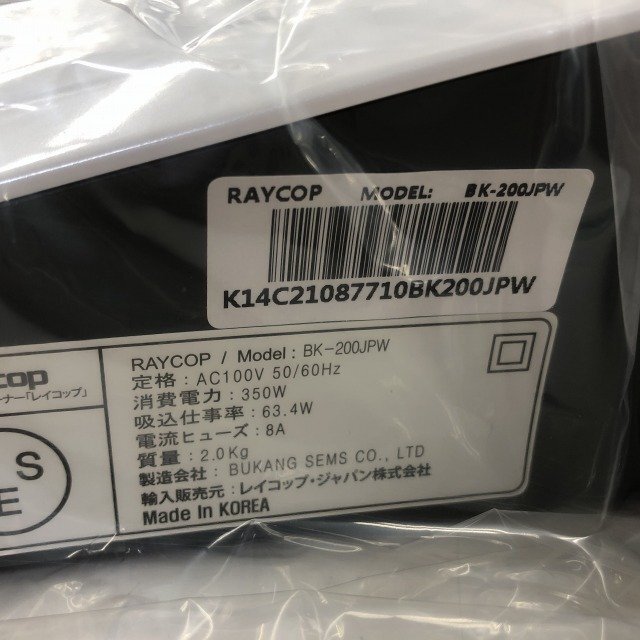 RAYCOP MODEL: BK-200JPW
K14C21087710BK200JPW
RAYCOP / Model : BK-200JPW
定格 : AC100V 50/60Hz
消費電力 : 350W
吸込仕事率 : 63.4W
電流ヒューズ : 8A
質量 : 2.0Kg
製造会社 : BUKANG SEMS CO., LTD
輸入販売元 : レイコップ・ジャパン株式会社
Made In KOREA
cop
ーナー「レイコップ」
S
E